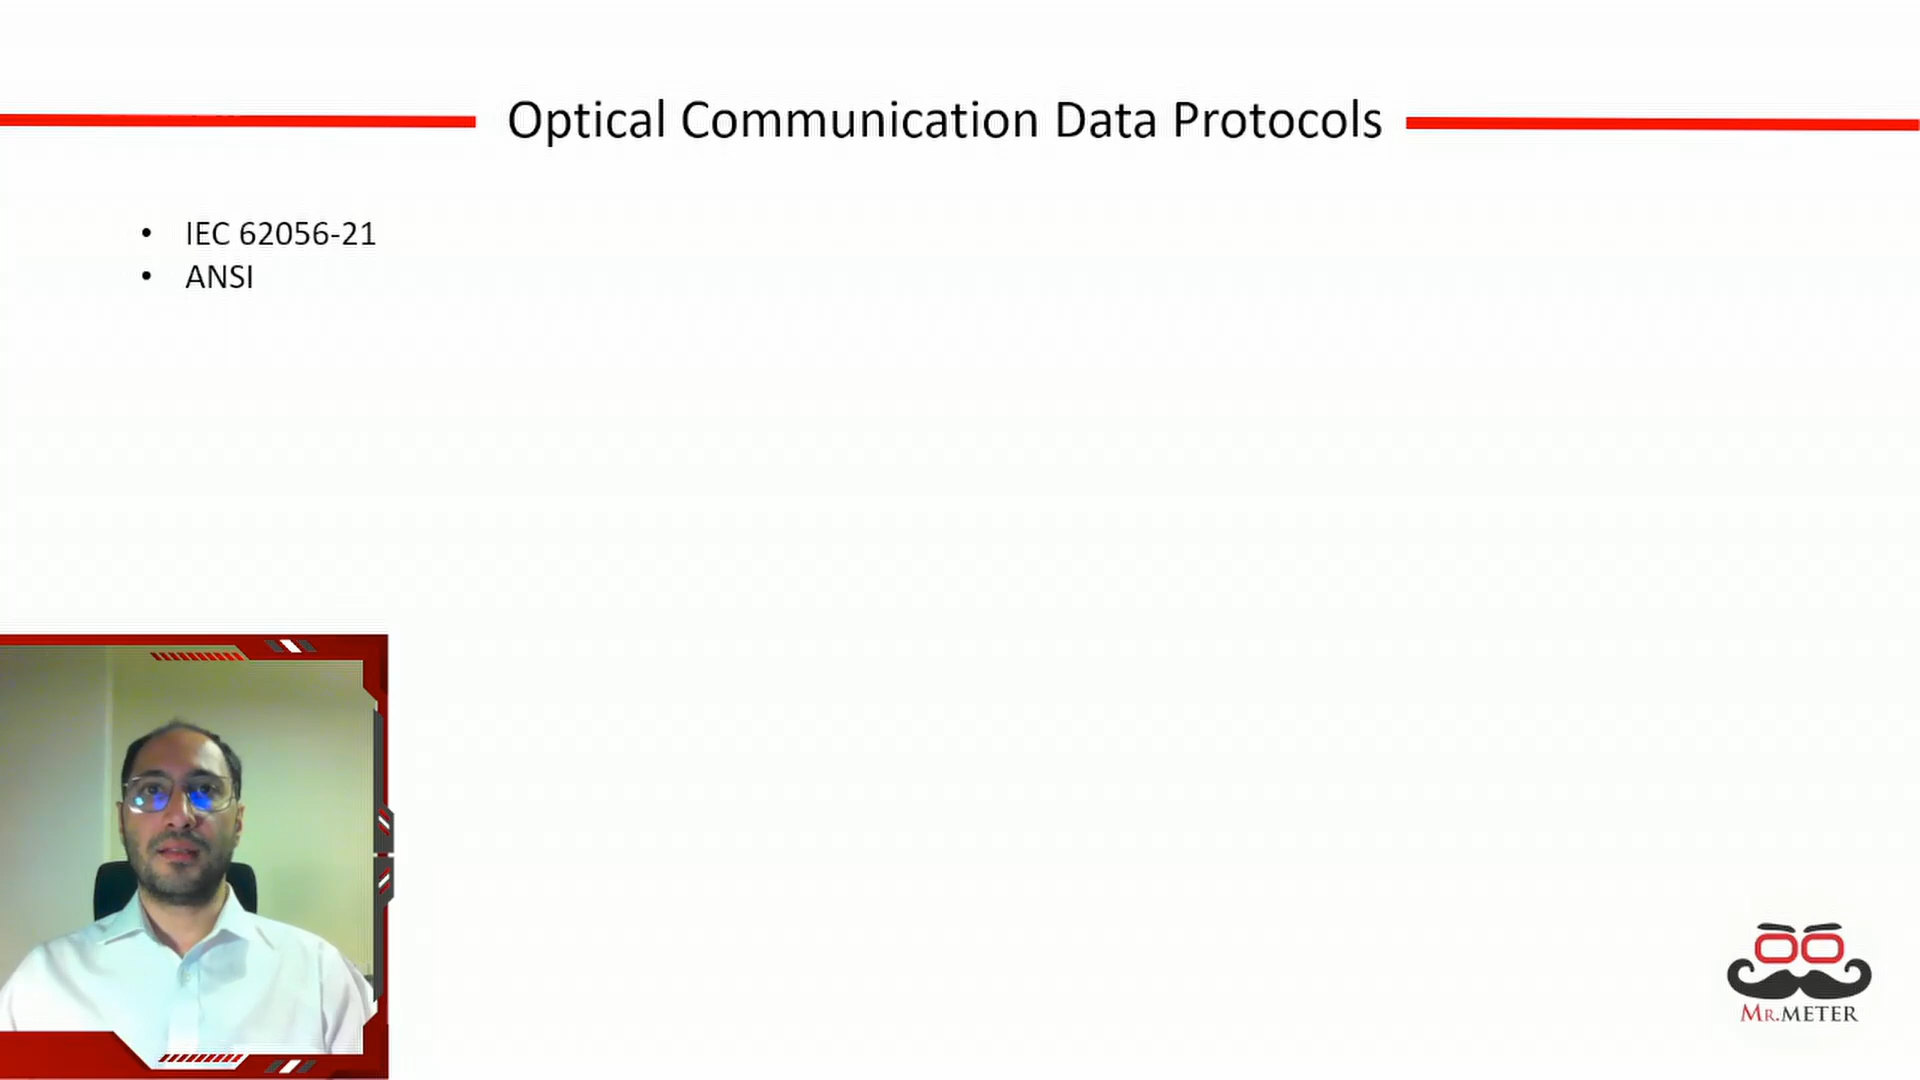 Optical Communication Data Protocols
• IEC 62056-21
• ANSI
MR.METER